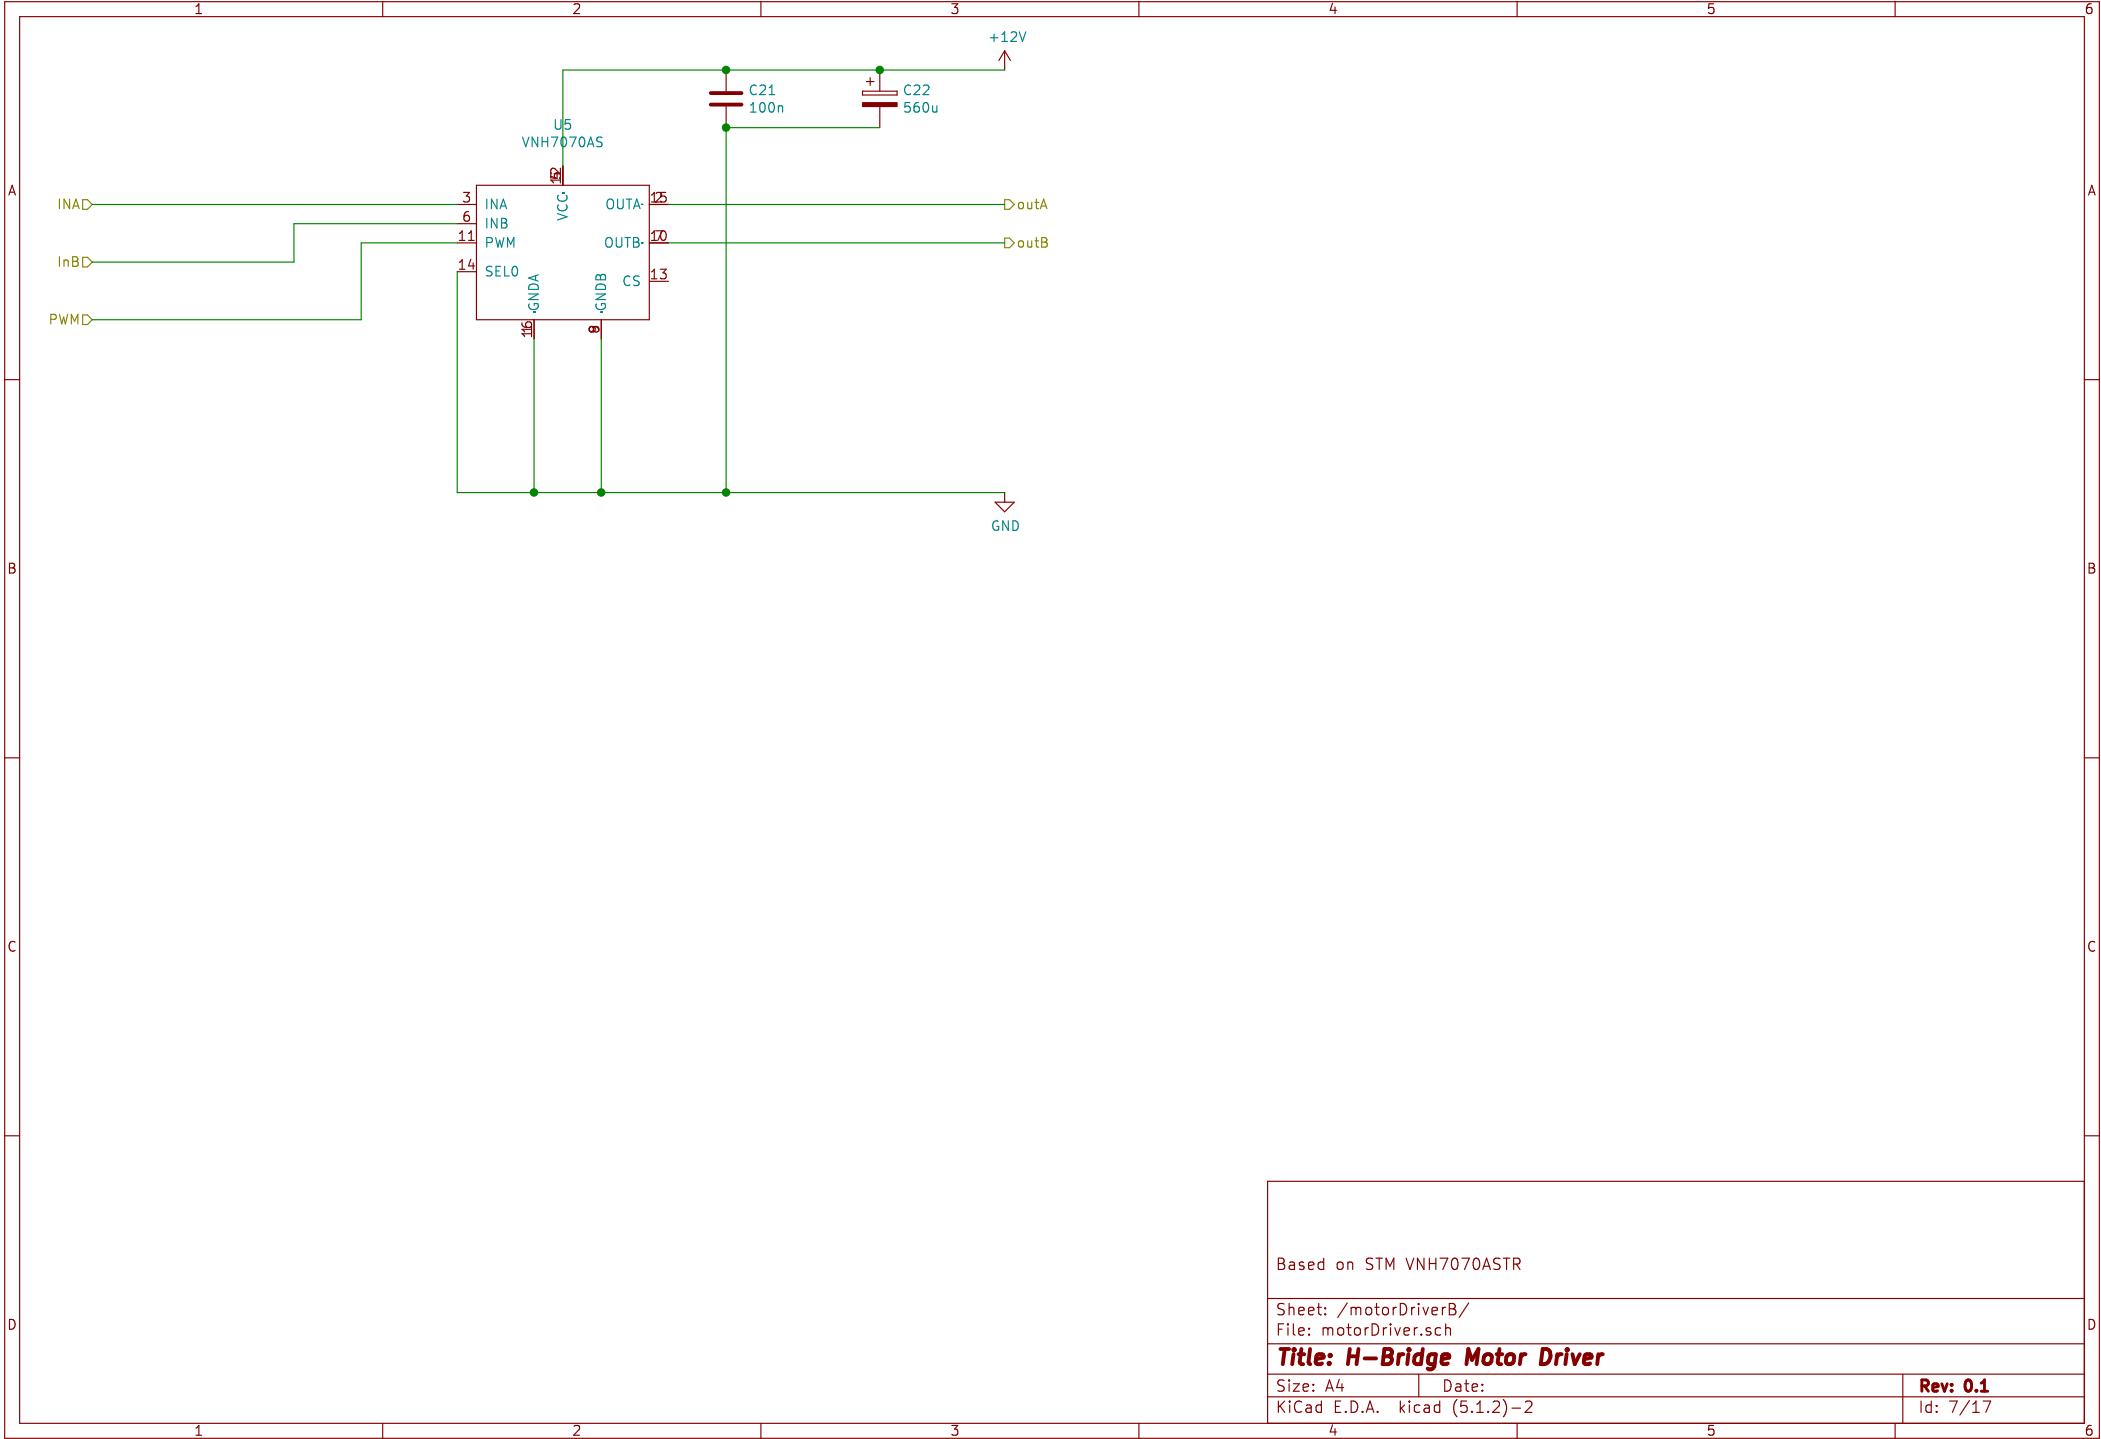 1 2 3 4 5 6
+12V
C21
100n
+
C22
560u
U5
VNH7070AS
A
A
INA
3
INA
VCC
OUTA
15
outA
6
INB
InB
11
PWM
OUTB
10
outB
14
SEL0
CS
13
GNDA
GNDB
PWM
16
GND
B
B
C
C
Based on STM VNH7070ASTR
Sheet: /motorDriverB/
File: motorDriver.sch
D
D
Title: H-Bridge Motor Driver
Size: A4
Date:
Rev: 0.1
KiCad E.D.A. kicad (5.1.2)-2
Id: 7/17
1 2 3 4 5 6